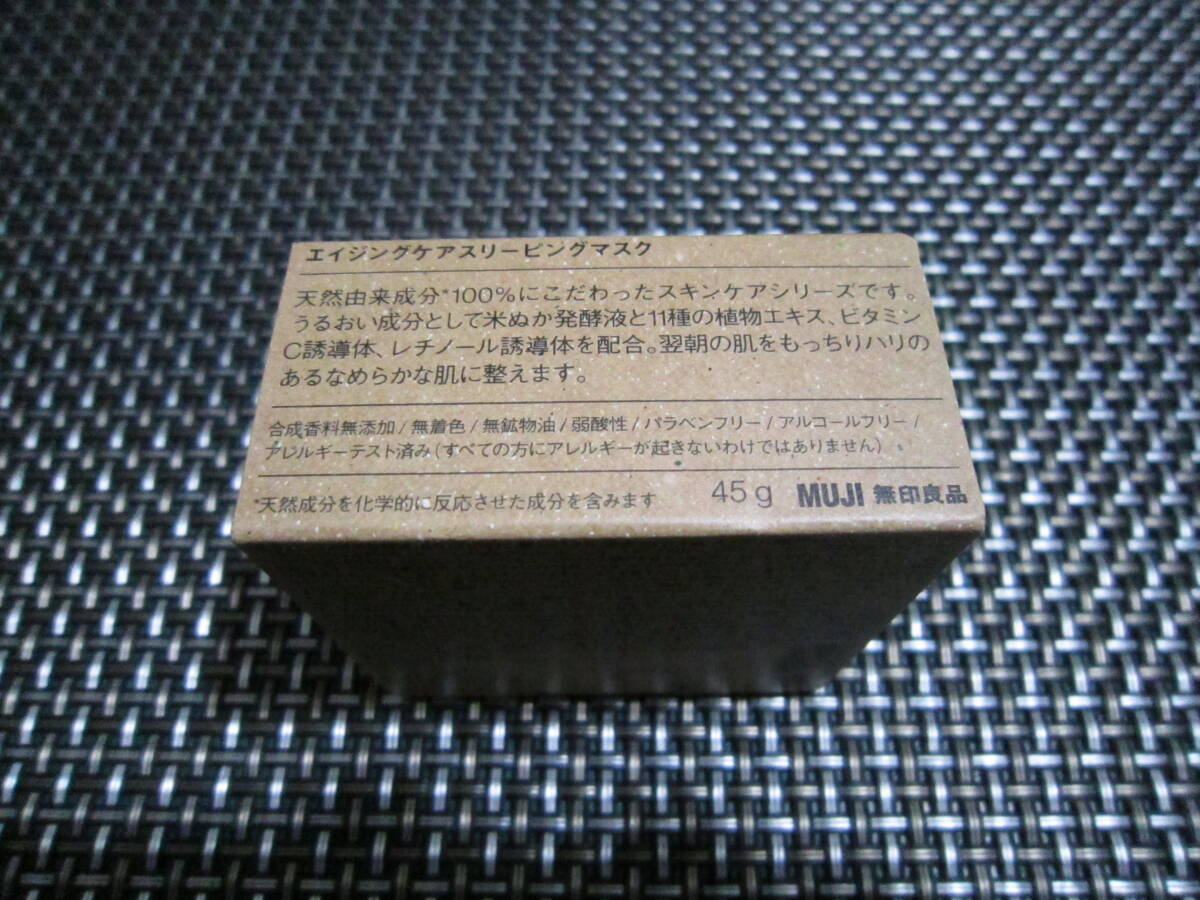 エイジングケアスリーピングマスク
天然由来成分*100%にこだわったスキンケアシリーズです。
うるおい成分として米ぬか発酵液と11種の植物エキス、ビタミン
C誘導体、レチノール誘導体を配合。翌朝の肌をもっちりハリの
あるなめらかな肌に整えます。
合成香料無添加/無着色/無鉱物油/弱酸性/パラベンフリー/アルコールフリー/
アレルギーテスト済み(すべての方にアレルギーが起きないわけではありません)
*天然成分を化学的に反応させた成分を含みます 45g MUJI 無印良品